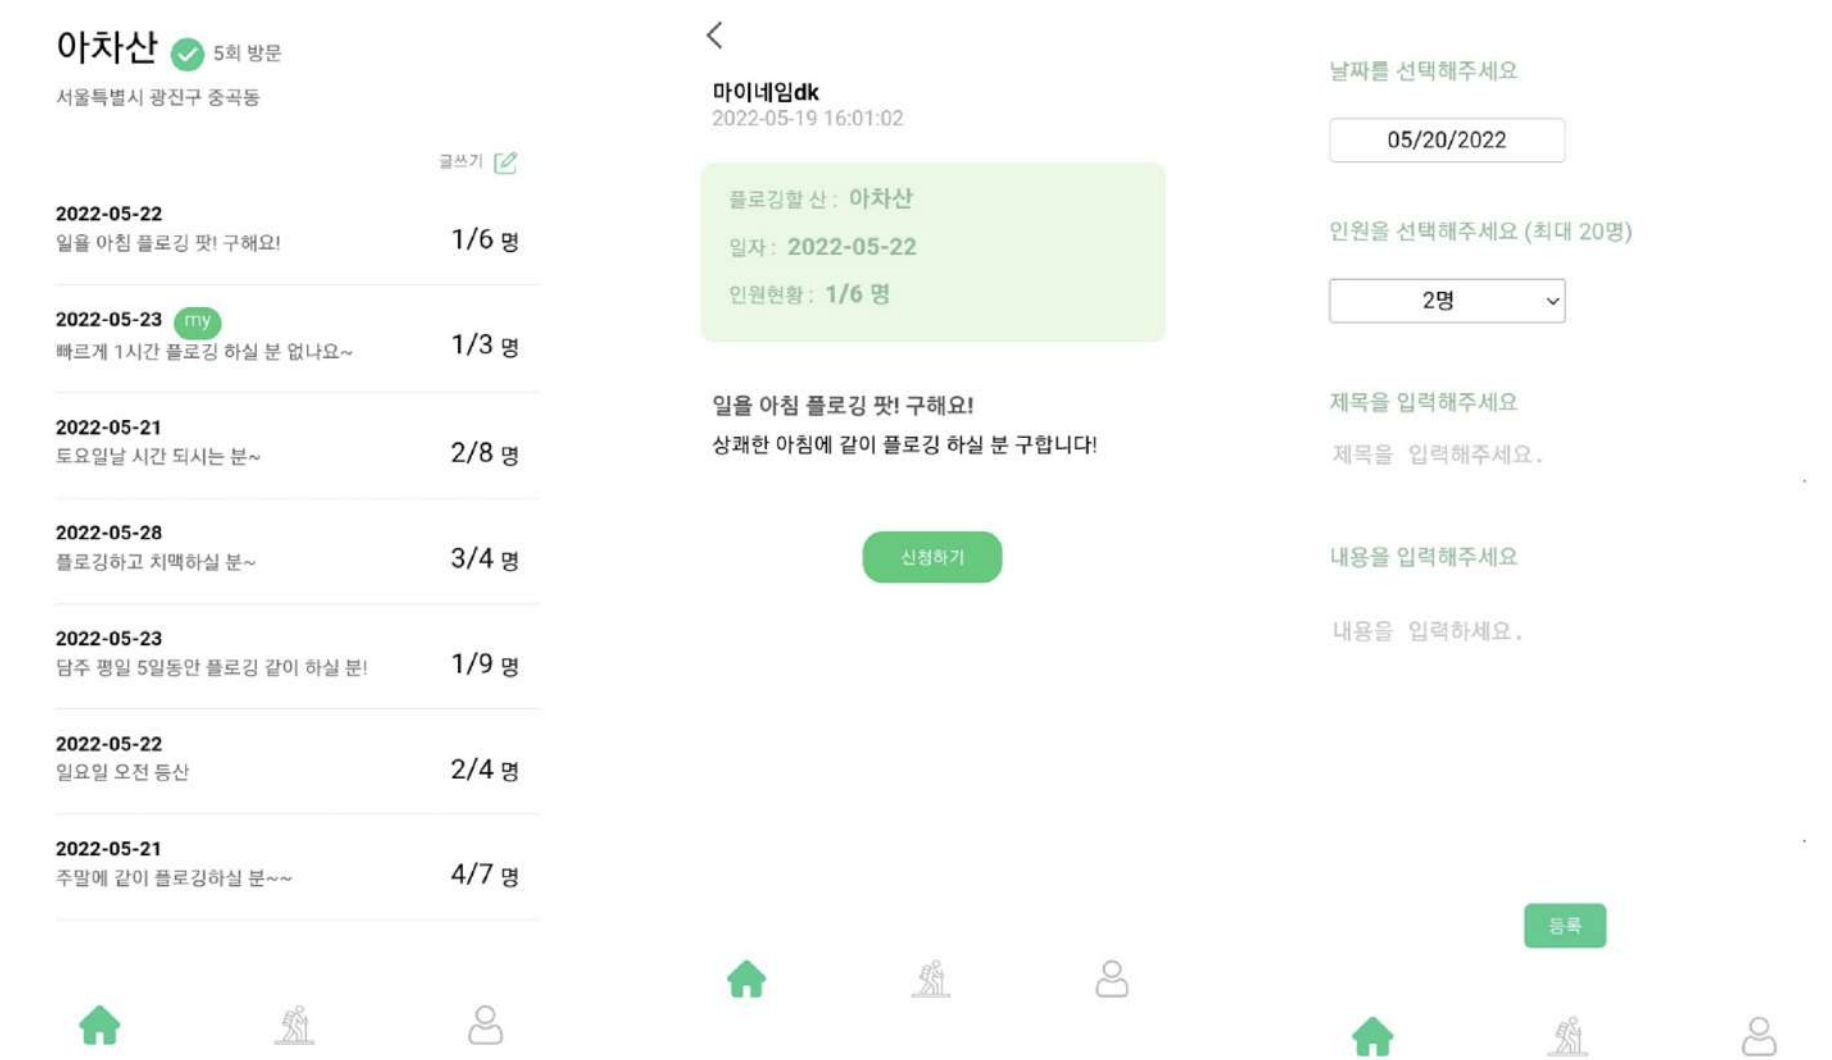 아차산 5회 방문
서울특별시 광진구 중곡동
글쓰기
2022-05-22
일욜 아침 플로깅 팟! 구해요!
1/6 명
2022-05-23 my
빠르게 1시간 플로깅 하실 분 없나요~
1/3 명
2022-05-21
토요일날 시간 되시는 분~
2/8 명
2022-05-28
플로깅하고 치맥하실 분~
3/4 명
2022-05-23
담주 평일 5일동안 플로깅 같이 하실 분!
1/9 명
2022-05-22
일요일 오전 등산
2/4 명
2022-05-21
주말에 같이 플로깅하실 분~~
4/7 명
마이네임dk
2022-05-19 16:01:02
플로깅할 산 : 아차산
일자 : 2022-05-22
인원현황 : 1/6 명
일욜 아침 플로깅 팟! 구해요!
상쾌한 아침에 같이 플로깅 하실 분 구합니다!
신청하기
날짜를 선택해주세요
05/20/2022
인원을 선택해주세요 (최대 20명)
2명
제목을 입력해주세요
제목을 입력해주세요.
내용을 입력해주세요
내용을 입력하세요.
등록